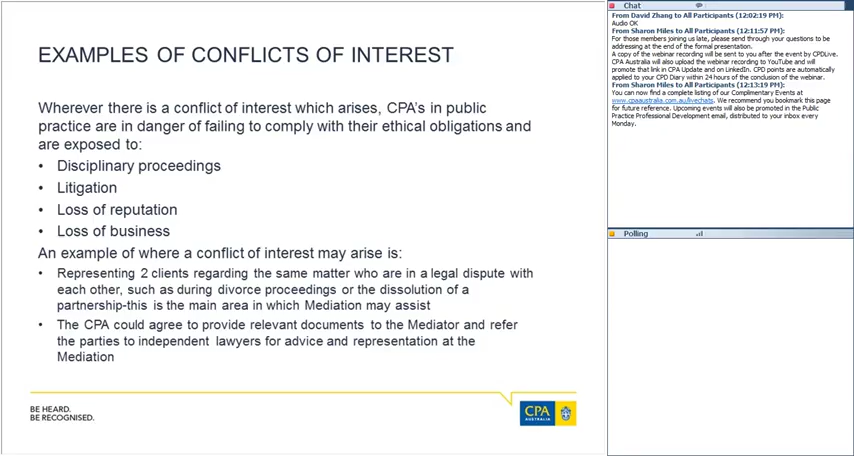 EXAMPLES OF CONFLICTS OF INTEREST
Wherever there is a conflict of interest which arises, CPA's in public
practice are in danger of failing to comply with their ethical obligations and
are exposed to:
• Disciplinary proceedings
• Litigation
• Loss of reputation
• Loss of business
An example of where a conflict of interest may arise is:
• Representing 2 clients regarding the same matter who are in a legal dispute with
each other, such as during divorce proceedings or the dissolution of a
partnership-this is the main area in which Mediation may assist
• The CPA could agree to provide relevant documents to the Mediator and refer
the parties to independent lawyers for advice and representation at the
Mediation
BE HEARD.
BE RECOGNISED.
CPA
AUSTRALIA
Chat
From David Zhang to All Participants (12:02:19 PM):
Audio OK
From Sharon Miles to All Participants (12:11:57 PM):
For those members joining us late, please send through your questions to be
addressing at the end of the formal presentation.
A copy of the webinar recording will be sent to you after the event by CPDLive.
CPA Australia will also upload the webinar recording to YouTube and will
promote that link in CPA Update and on LinkedIn. CPD points are automatically
applied to your CPD Diary within 24 hours of the conclusion of the webinar.
From Sharon Miles to All Participants (12:13:19 PM):
You can now find a complete listing of our Complimentary Events at
www.cpaaustralia.com.au/livechats. We recommend you bookmark this page
for future reference. Upcoming events will also be promoted in the Public
Practice Professional Development email, distributed to your inbox every
Monday.
Polling